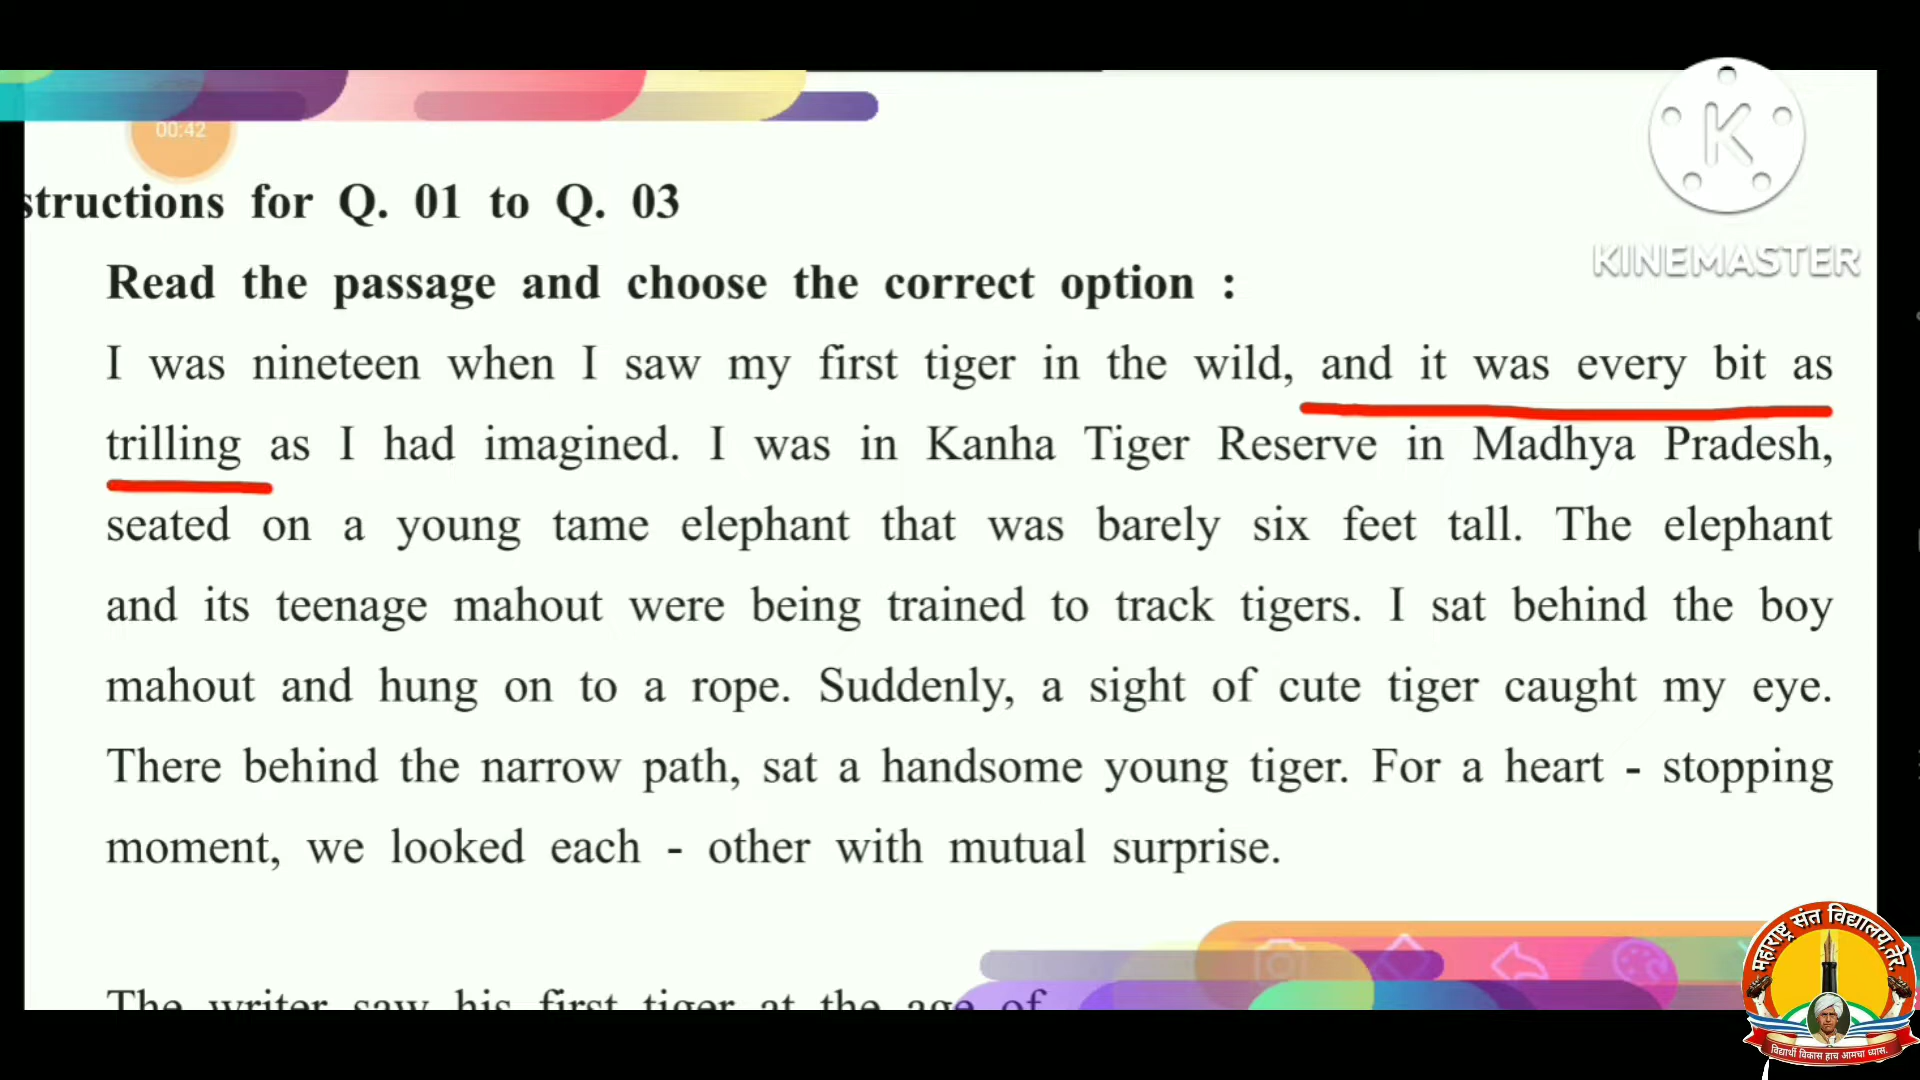 00:42
structions for Q. 01 to Q. 03
K
KINEMASTER
Read the passage and choose the correct option :
I was nineteen when I saw my first tiger in the wild, and it was every bit as
trilling as I had imagined. I was in Kanha Tiger Reserve in Madhya Pradesh,
seated on a young tame elephant that was barely six feet tall. The elephant
and its teenage mahout were being trained to track tigers. I sat behind the boy
mahout and hung on to a rope. Suddenly, a sight of cute tiger caught my eye.
There behind the narrow path, sat a handsome young tiger. For a heart - stopping
moment, we looked each - other with mutual surprise.
The writer saw his first tiger at the age of
महाराष्ट्र संत विद्यालय, तेर.
विद्यार्थी विकास हाच आमचा ध्यास.